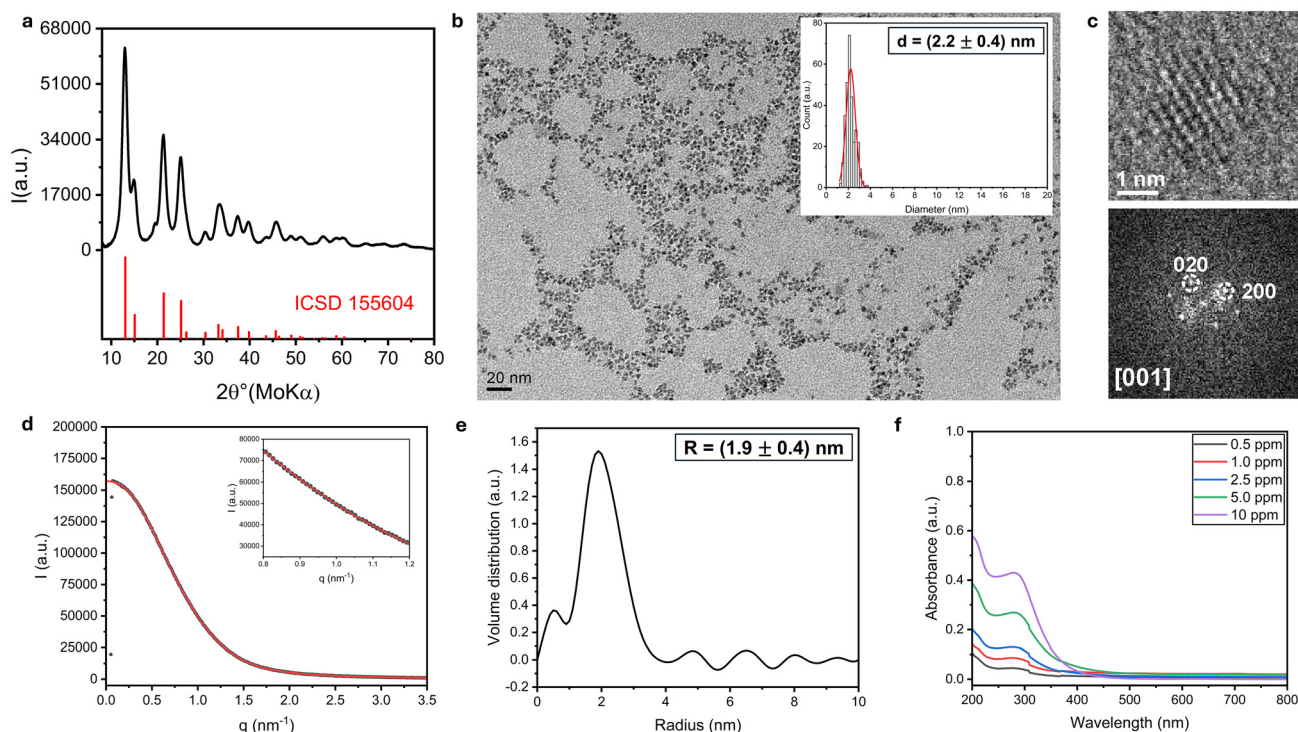 a
68000
51000
34000
17000
0
I(a.u.)
ICSD 155604
10 20 30 40 50 60 70 80
2θ°(MoKα)
b
d = (2.2 ± 0.4) nm
80
60
40
20
0
Count (a.u.)
0 2 4 6 8 10 12 14 16 18 20
Diameter (nm)
20 nm
c
1 nm
020
200
[001]
d
200000
175000
150000
125000
100000
75000
50000
25000
0
I (a.u.)
0.0 0.5 1.0 1.5 2.0 2.5 3.0 3.5
q (nm⁻¹)
80000
70000
60000
50000
40000
30000
I (a.u.)
0.8 0.9 1.0 1.1 1.2
q (nm⁻¹)
e
R = (1.9 ± 0.4) nm
1.6
1.4
1.2
1.0
0.8
0.6
0.4
0.2
0.0
-0.2
Volume distribution (a.u.)
0 2 4 6 8 10
Radius (nm)
f
0.5 ppm
1.0 ppm
2.5 ppm
5.0 ppm
10 ppm
1.0
0.8
0.6
0.4
0.2
0.0
Absorbance (a.u.)
200 300 400 500 600 700 800
Wavelength (nm)